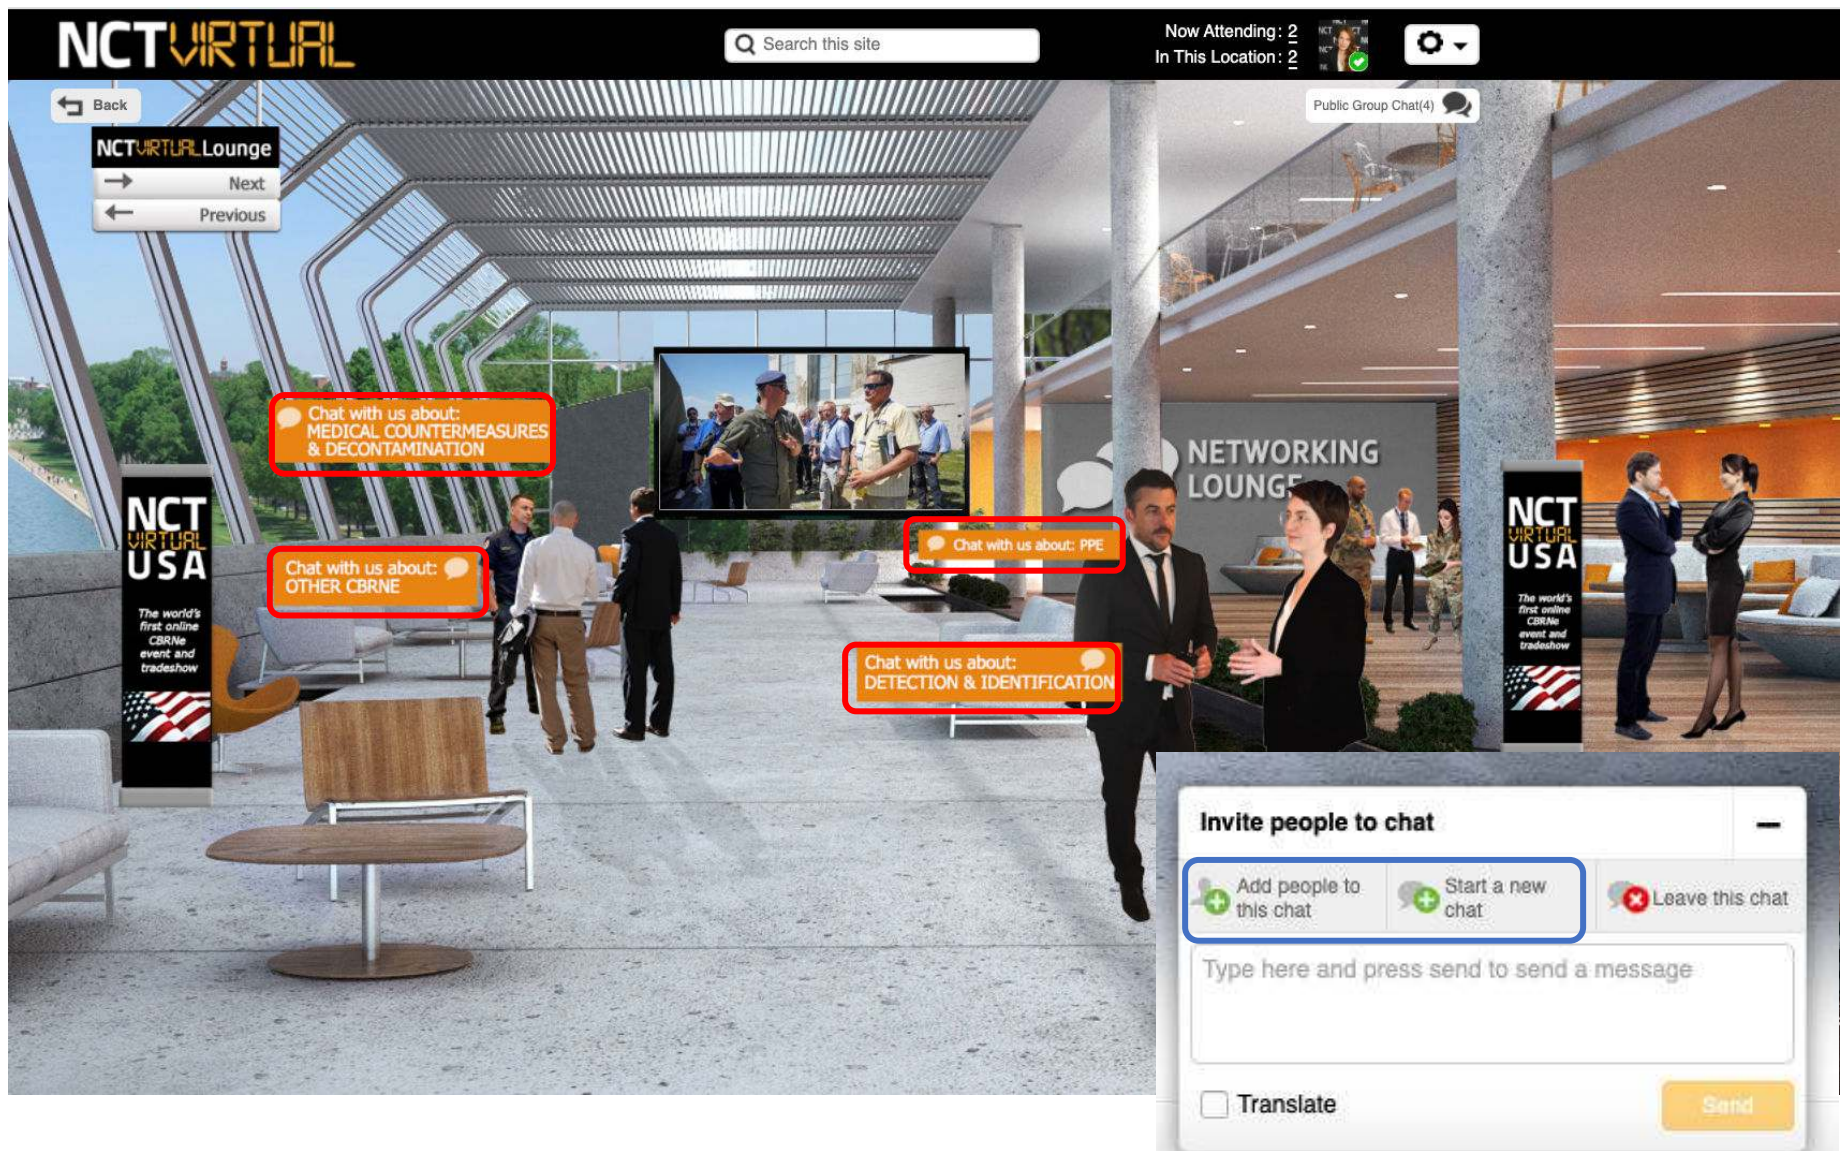 NCTVIRTUAL
Search this site
Now Attending: 2
In This Location: 2
Back
Public Group Chat(4)
NCTVIRTUALLounge
Next
Previous
Chat with us about:
MEDICAL COUNTERMEASURES
& DECONTAMINATION
NETWORKING
LOUNGE
NCT
VIRTUAL
USA
The world's
first online
CBRNe
event and
tradeshow
Chat with us about:
OTHER CBRNE
Chat with us about: PPE
Chat with us about:
DETECTION & IDENTIFICATION
NCT
VIRTUAL
USA
The world's
first online
CBRNe
event and
tradeshow
Invite people to chat
Add people to
this chat
Start a new
chat
Leave this chat
Type here and press send to send a message
Translate
Send